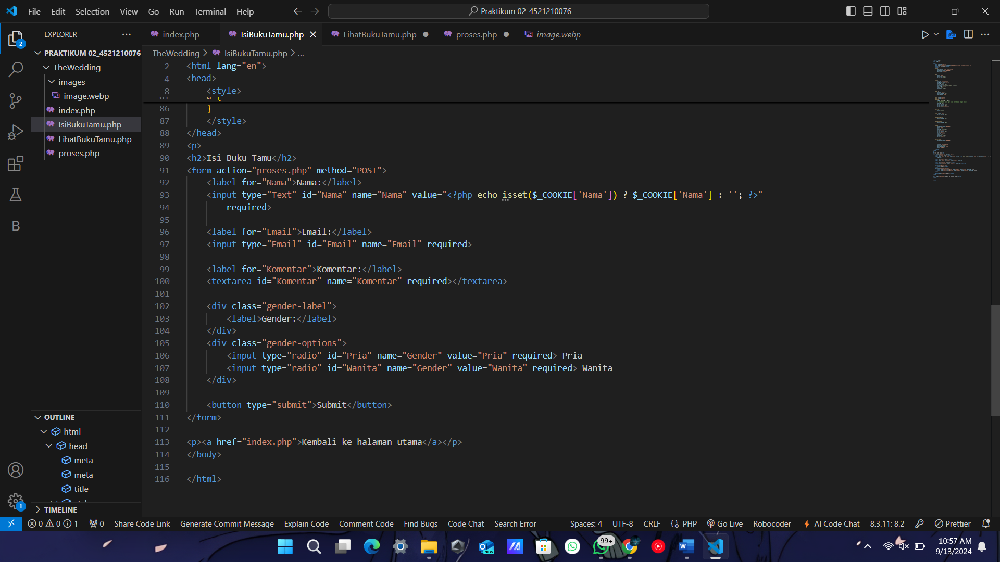 File Edit Selection View Go Run Terminal Help
Praktikum 02_4521210076
EXPLORER
index.php
IsiBukuTamu.php
LihatBukuTamu.php
proses.php
image.webp
2
PRAKTIKUM 02_4521210076
TheWedding
images
image.webp
index.php
IsiBukuTamu.php
LihatBukuTamu.php
proses.php
B
TheWedding > IsiBukuTamu.php > ...
2 <html lang="en">
4 <head>
8 <style>
81 a {
86 }
87 </style>
88 </head>
89 <p>
90 <h2>Isi Buku Tamu</h2>
91 <form action="proses.php" method="POST">
92 <label for="Nama">Nama:</label>
93 <input type="Text" id="Nama" name="Nama" value="<?php echo isset($_COOKIE['Nama']) ? $_COOKIE['Nama'] : ''; ?>"
94 required>
95
96 <label for="Email">Email:</label>
97 <input type="Email" id="Email" name="Email" required>
98
99 <label for="Komentar">Komentar:</label>
100 <textarea id="Komentar" name="Komentar" required></textarea>
101
102 <div class="gender-label">
103 <label>Gender:</label>
104 </div>
105 <div class="gender-options">
106 <input type="radio" id="Pria" name="Gender" value="Pria" required> Pria
107 <input type="radio" id="Wanita" name="Gender" value="Wanita" required> Wanita
108 </div>
109
110 <button type="submit">Submit</button>
111 </form>
112
113 <p><a href="index.php">Kembali ke halaman utama</a></p>
114 </body>
115
116 </html>
OUTLINE
html
head
meta
meta
title
TIMELINE
1
0 0 1 0 Share Code Link Generate Commit Message Explain Code Comment Code Find Bugs Code Chat Search Error Spaces: 4 UTF-8 CRLF {} PHP Go Live Robocoder AI Code Chat 8.3.11: 8.2 Prettier
NEW
99+
W
10:57 AM
9/13/2024